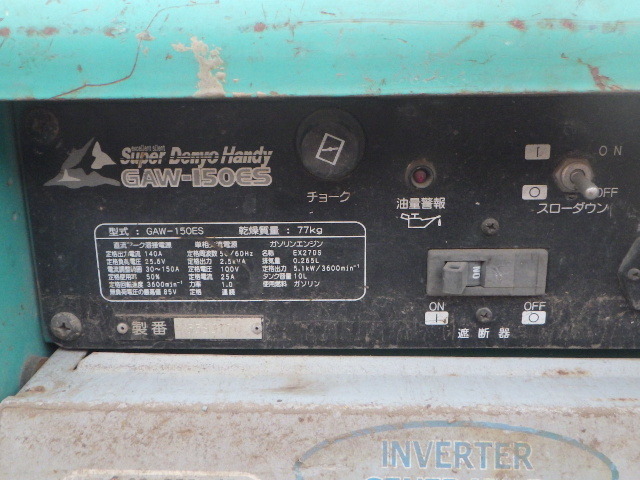 excellent silent
Super Denyo Handy
GAW-150ES
チョーク
油量警報
I ON
O OFF
スローダウン
型式 : GAW-150ES 乾燥質量 : 77kg
直流アーク溶接電源 単相交流電源 ガソリンエンジン
定格出力電流 140A 定格周波数 50/60Hz 名称 EX27DS
定格負荷電圧 25.6V 定格出力 2.5kVA 排気量 0.265L
電流調整範囲 30~150A 定格電圧 100V 定格出力 5.1kW/3600min⁻¹
定格使用率 50% 定格電流 25A タンク容量 10L
定格回転速度 3600min⁻¹ 力率 1.0 使用燃料 ガソリン
無負荷電圧の最高値 85V 定格 連続
ON
ON OFF
I O
遮断器
製番
INVERTER